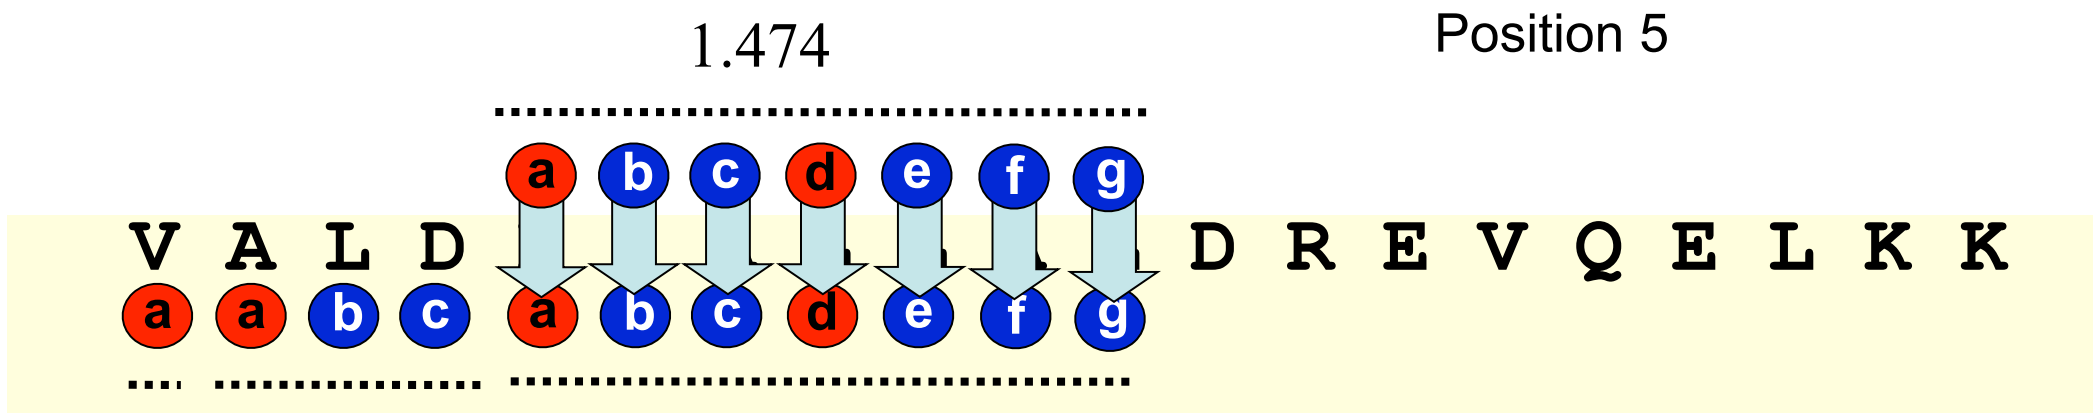 1.474 Position 5
a b c d e f g
V A L D D R E V Q E L K K
a a b c a b c d e f g